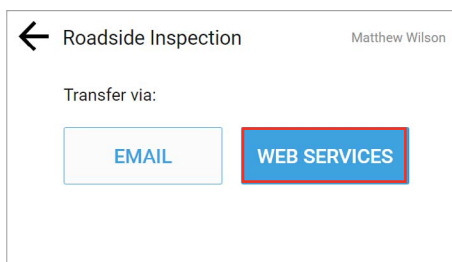 Roadside Inspection Matthew Wilson
Transfer via:
EMAIL WEB SERVICES